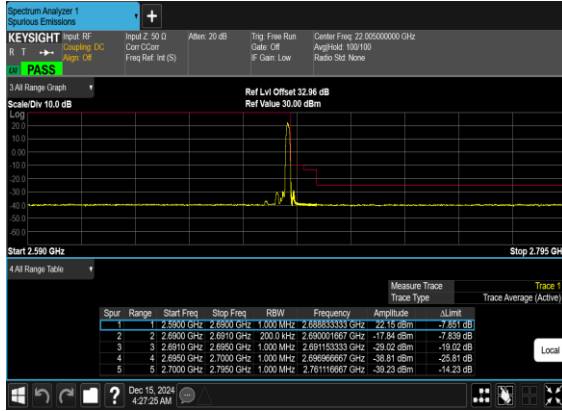 Spectrum Analyzer 1
Spurious Emissions
+
KEYSIGHT Input: RF Input Z: 50 Ω Atten: 20 dB Trig: Free Run Center Freq: 22.005000000 GHz
R T Coupling: DC Corr CCorr Gate: Off Avg|Hold: 100/100
Align: Off Freq Ref: Int (S) IF Gain: Low Radio Std: None
PASS
3 All Range Graph
Scale/Div 10.0 dB Ref Lvl Offset 32.96 dB
Ref Value 30.00 dBm
Log
20.0
10.0
0.00
-10.0
-20.0
-30.0
-40.0
-50.0
-60.0
Start 2.590 GHz Stop 2.795 GH
4 All Range Table
Measure Trace Trace 1
Trace Type Trace Average (Active)
Spur Range Start Freq Stop Freq RBW Frequency Amplitude ΔLimit
1 1 2.5900 GHz 2.6900 GHz 1.000 MHz 2.688833333 GHz 22.15 dBm -7.851 dB
2 2 2.6900 GHz 2.6910 GHz 200.0 kHz 2.690001667 GHz -17.84 dBm -7.839 dB
3 3 2.6910 GHz 2.6950 GHz 1.000 MHz 2.691153333 GHz -29.02 dBm -19.02 dB
4 4 2.6950 GHz 2.7000 GHz 1.000 MHz 2.696966667 GHz -38.81 dBm -25.81 dB
5 5 2.7000 GHz 2.7950 GHz 1.000 MHz 2.761116667 GHz -39.23 dBm -14.23 dB
Local
?
Dec 15, 2024
4:27:25 AM